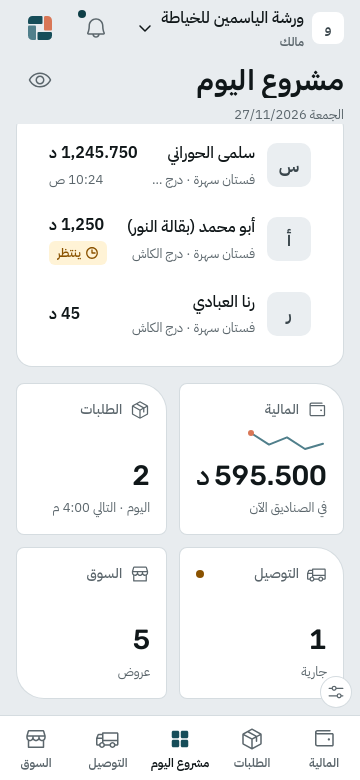 و
ورشة الياسمين للخياطة
مالك
مشروع اليوم
الجمعة 27/11/2026
س
سلمى الحوراني
1,245.750 د
فستان سهرة · درج ...
10:24 ص
أ
أبو محمد (بقالة النور)
1,250 د
فستان سهرة · درج الكاش
ينتظر
ر
رنا العبادي
45 د
فستان سهرة · درج الكاش
المالية
595.500 د
في الصناديق الآن
الطلبات
2
اليوم · التالي 4:00 م
التوصيل
1
جارية
السوق
5
عروض
المالية
الطلبات
مشروع اليوم
التوصيل
السوق